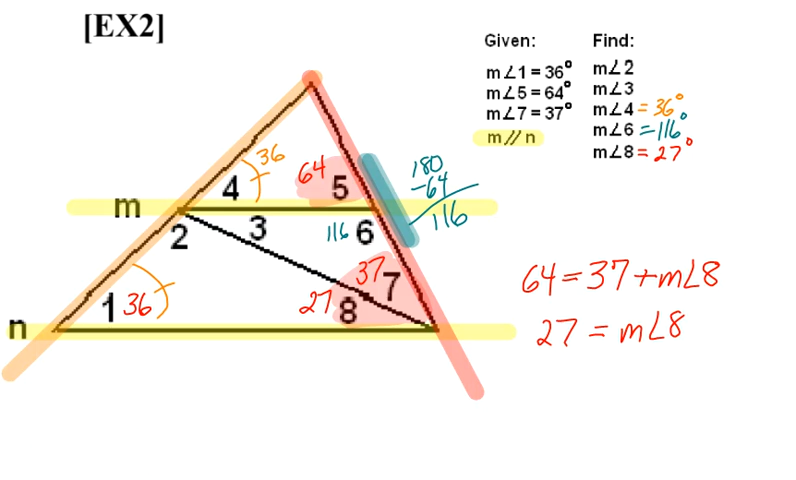 [EX2]
Given:
m∠1 = 36°
m∠5 = 64°
m∠7 = 37°
m // n
Find:
m∠2
m∠3
m∠4 = 36°
m∠6 = 116°
m∠8 = 27°
36
4
64
5
180
-64
116
m
2
3
116
6
37
7
1
36
27
8
n
64 = 37 + m∠8
27 = m∠8